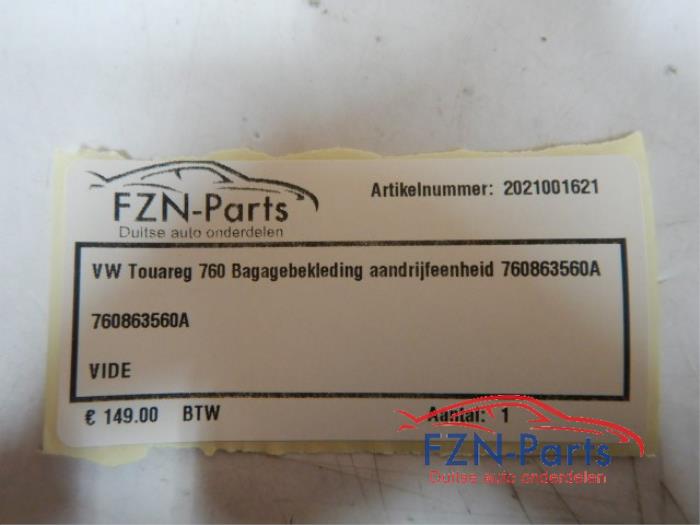 FZN-Parts
Duitse auto onderdelen
Artikelnummer: 2021001621
VW Touareg 760 Bagagebekleding aandrijfeenheid 760863560A
760863560A
VIDE
€ 149.00 BTW Aantal: 1
FZN-Parts
Duitse auto onderdelen